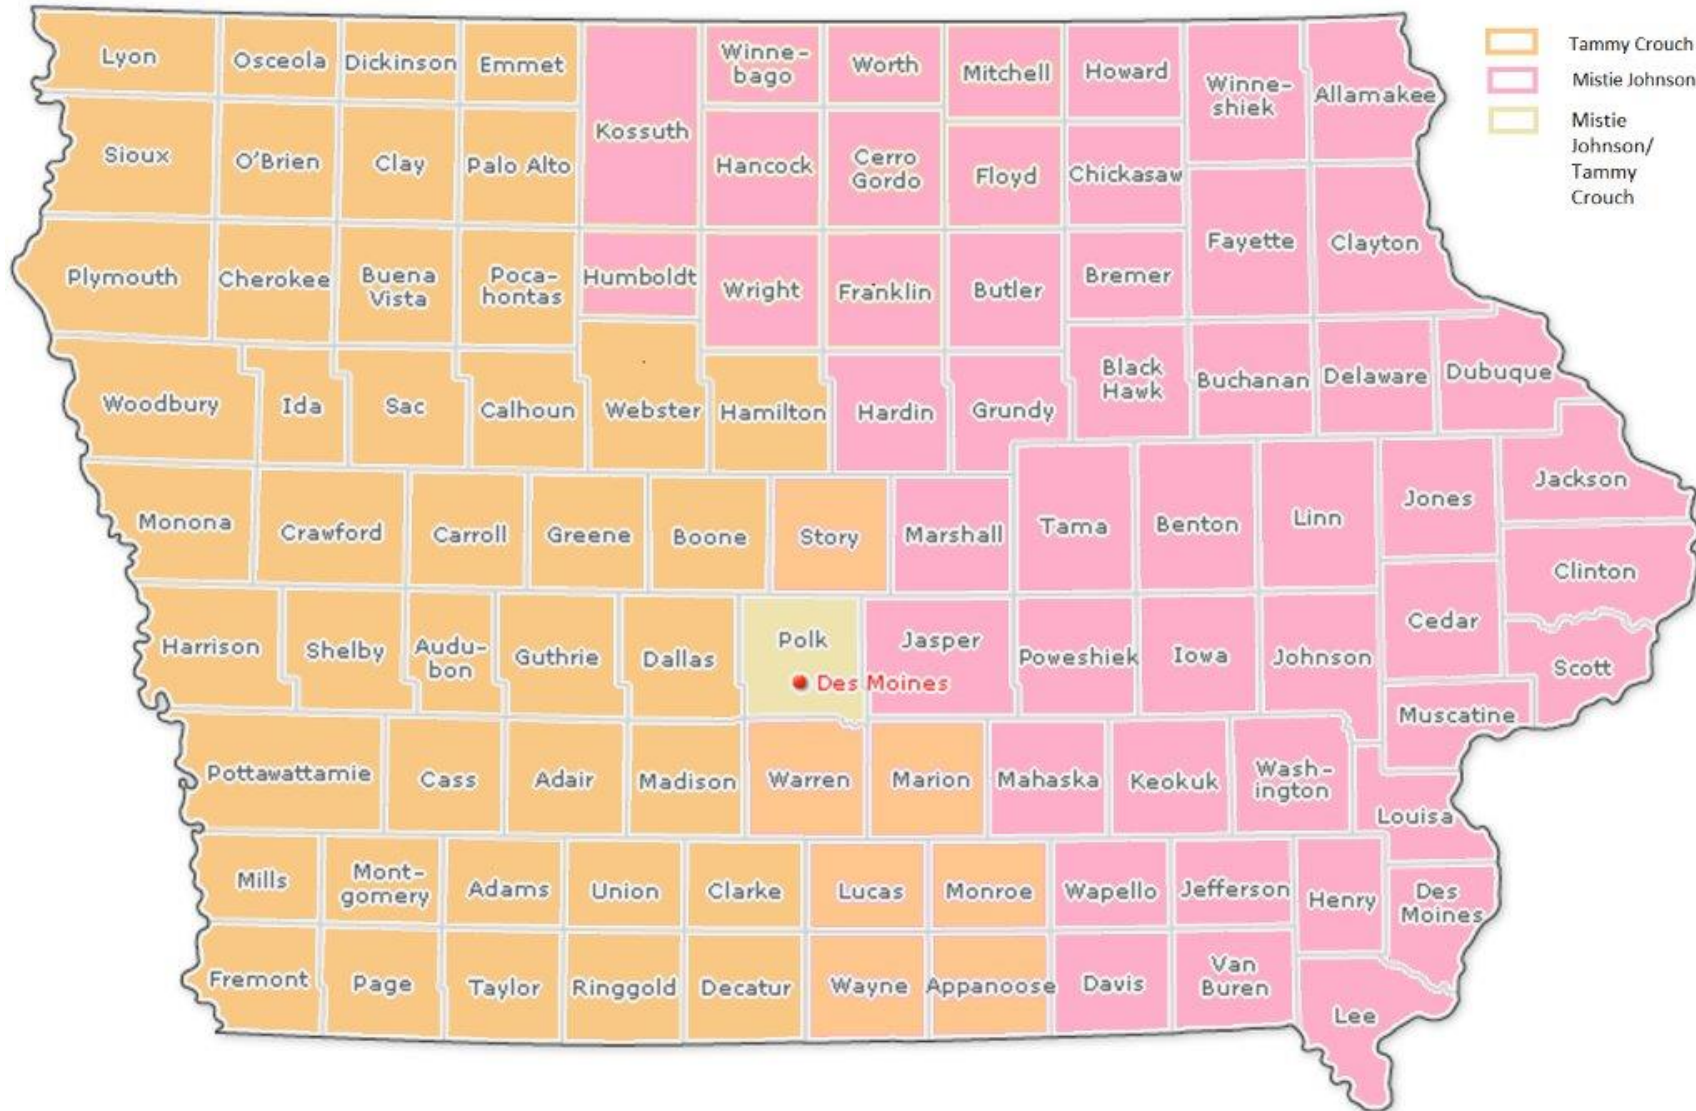 Lyon
Osceola
Dickinson
Emmet
Kossuth
Winne-
bago
Worth
Mitchell
Howard
Winne-
shiek
Allamakee
Sioux
O'Brien
Clay
Palo Alto
Hancock
Cerro
Gordo
Floyd
Chickasaw
Plymouth
Cherokee
Buena
Vista
Poca-
hontas
Humboldt
Wright
Franklin
Butler
Bremer
Fayette
Clayton
Woodbury
Ida
Sac
Calhoun
Webster
Hamilton
Hardin
Grundy
Black
Hawk
Buchanan
Delaware
Dubuque
Monona
Crawford
Carroll
Greene
Boone
Story
Marshall
Tama
Benton
Linn
Jones
Jackson
Clinton
Harrison
Shelby
Audu-
bon
Guthrie
Dallas
Polk
Des Moines
Jasper
Poweshiek
Iowa
Johnson
Cedar
Scott
Muscatine
Pottawattamie
Cass
Adair
Madison
Warren
Marion
Mahaska
Keokuk
Wash-
ington
Louisa
Mills
Mont-
gomery
Adams
Union
Clarke
Lucas
Monroe
Wapello
Jefferson
Henry
Des
Moines
Fremont
Page
Taylor
Ringgold
Decatur
Wayne
Appanoose
Davis
Van
Buren
Lee
Tammy Crouch
Mistie Johnson
Mistie
Johnson/
Tammy
Crouch